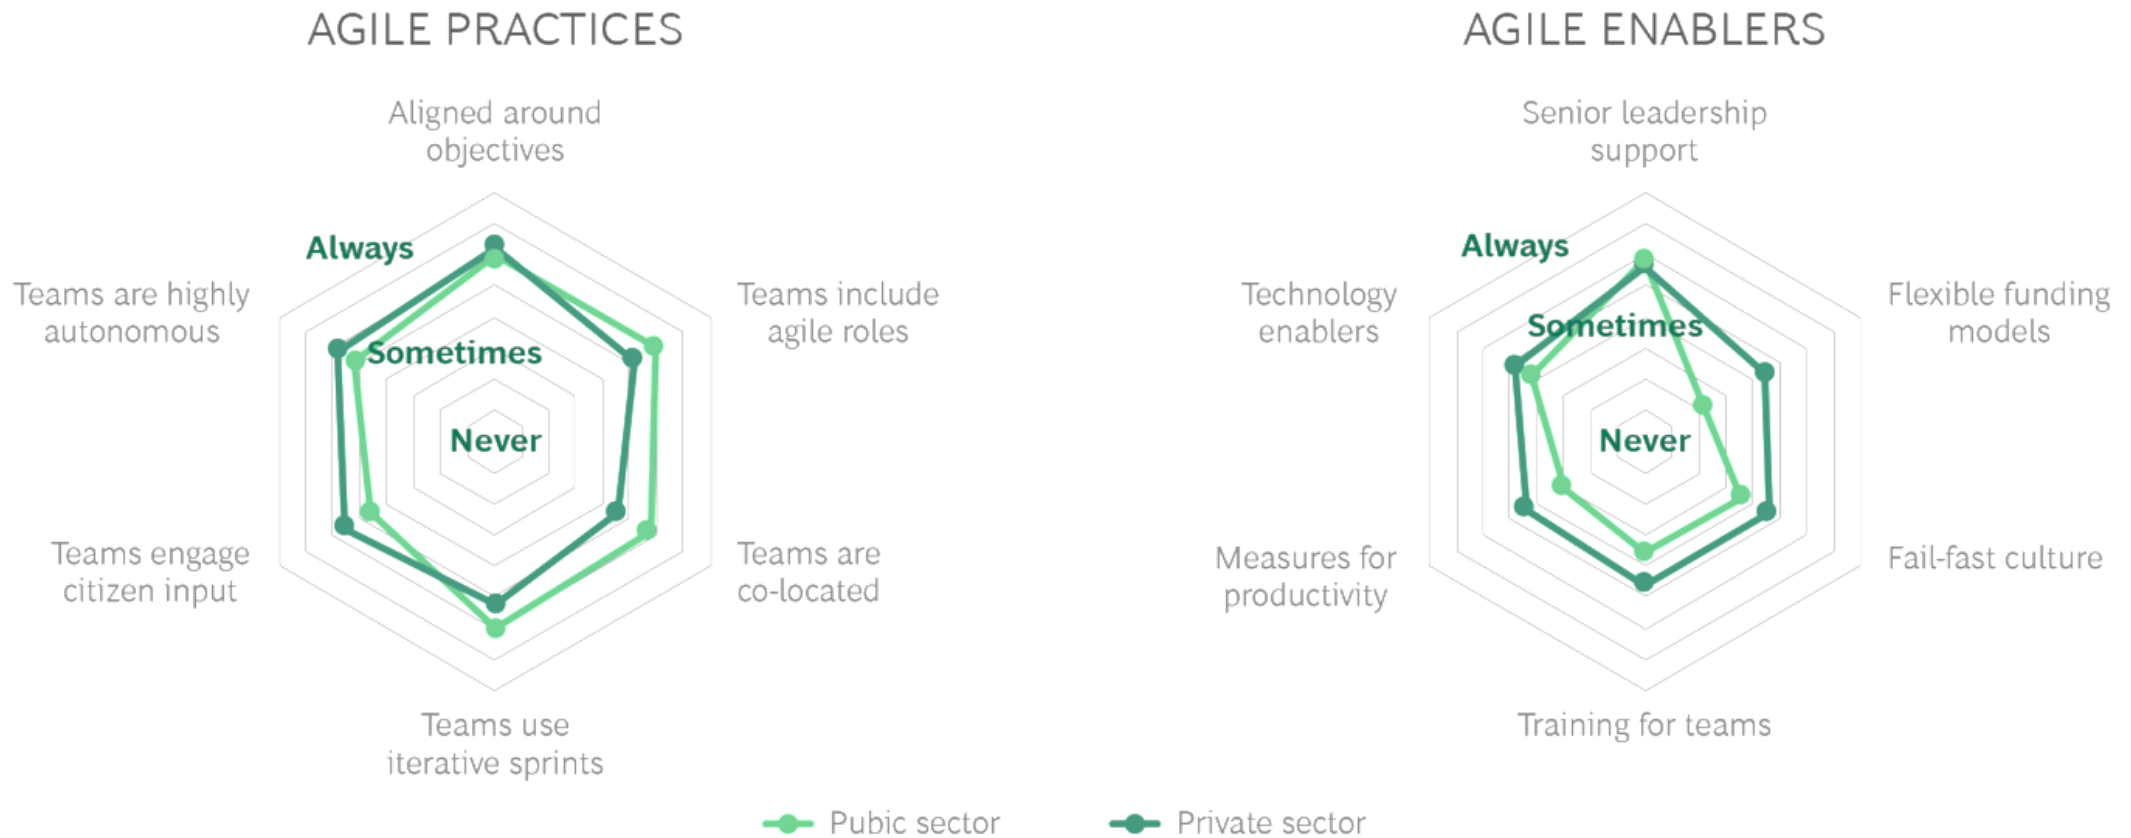 AGILE PRACTICES
Aligned around
objectives
Always
Teams are highly
autonomous
Teams include
agile roles
Sometimes
Never
Teams engage
citizen input
Teams are
co-located
Teams use
iterative sprints
AGILE ENABLERS
Senior leadership
support
Always
Technology
enablers
Flexible funding
models
Sometimes
Never
Measures for
productivity
Fail-fast culture
Training for teams
Pubic sector
Private sector